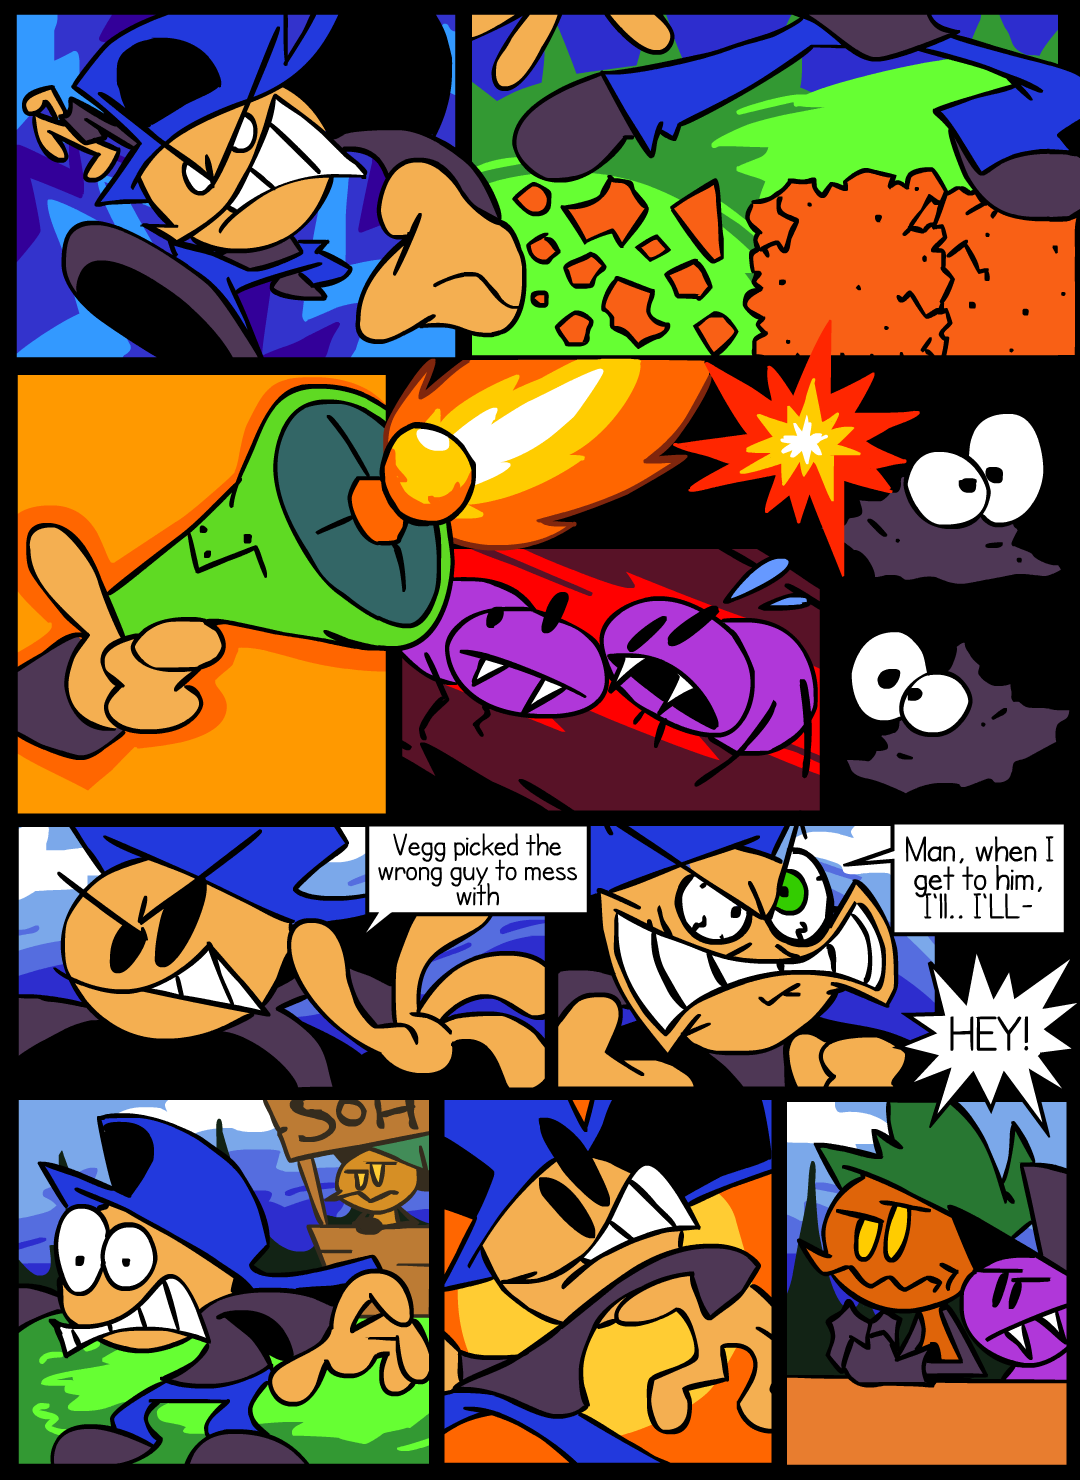 Vegg picked the
wrong guy to mess
with
Man, when I
get to him,
I'll.. I'LL-
HEY!
SOH